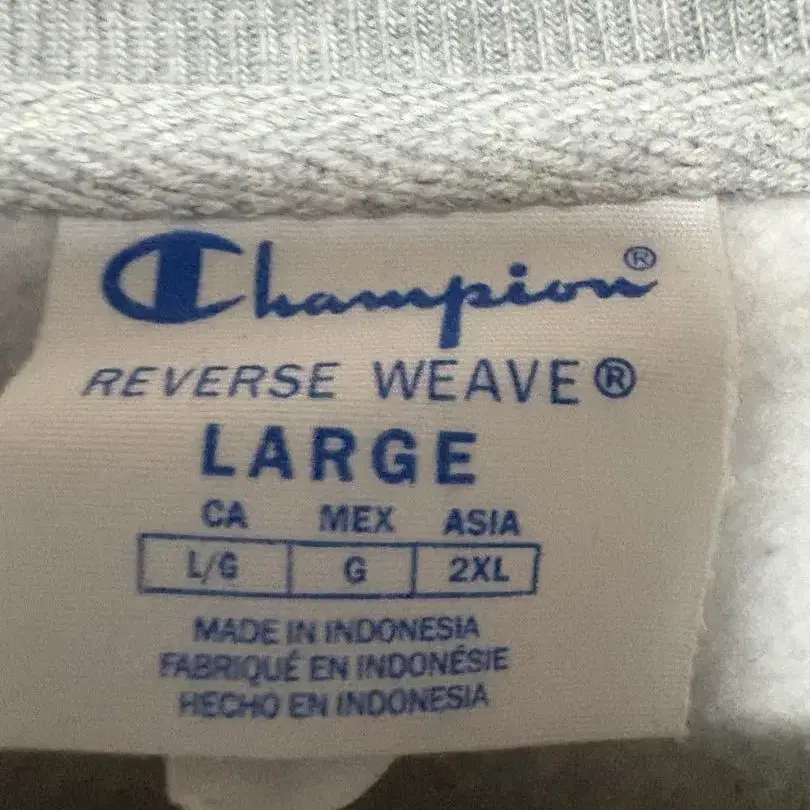 Champion®
REVERSE WEAVE®
LARGE
CA MEX ASIA
L/G G 2XL
MADE IN INDONESIA
FABRIQUÉ EN INDONÉSIE
HECHO EN INDONESIA